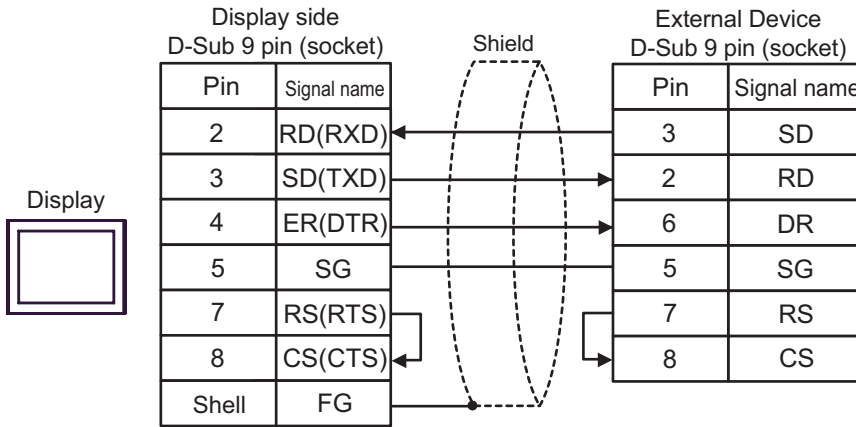 Display side
D-Sub 9 pin (socket)
Shield
External Device
D-Sub 9 pin (socket)
Pin Signal name
Pin Signal name
2 RD(RXD)
3 SD
3 SD(TXD)
2 RD
Display
4 ER(DTR)
6 DR
5 SG
5 SG
7 RS(RTS)
7 RS
8 CS(CTS)
8 CS
Shell FG